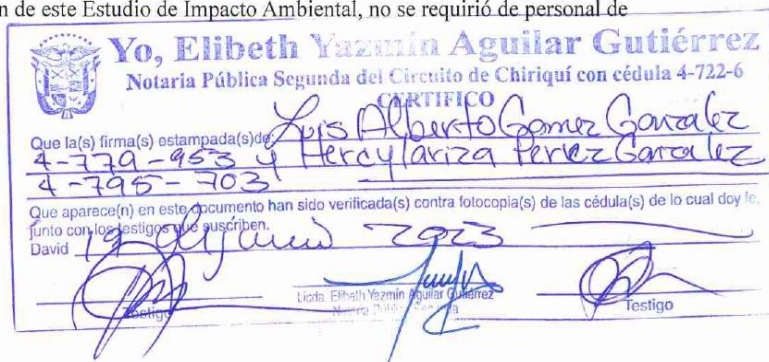 n de este Estudio de Impacto Ambiental, no se requirió de personal de
Yo, Elibeth Yazmín Aguilar Gutiérrez
Notaria Pública Segunda del Circuito de Chiriquí con cédula 4-722-6
CERTIFICO
Que la(s) firma(s) estampada(s)de: Luis Alberto Gomez Gonzalez
4-779-953 y Hercylariza Perez Gonzalez
4-795-703
Que aparece(n) en este documento han sido verificada(s) contra fotocopia(s) de las cédula(s) de lo cual doy fe,
junto con los testigos que suscriben.
David 19 de junio 2023
Testigo
Licda. Elibeth Yazmín Aguilar Gutiérrez
Testigo